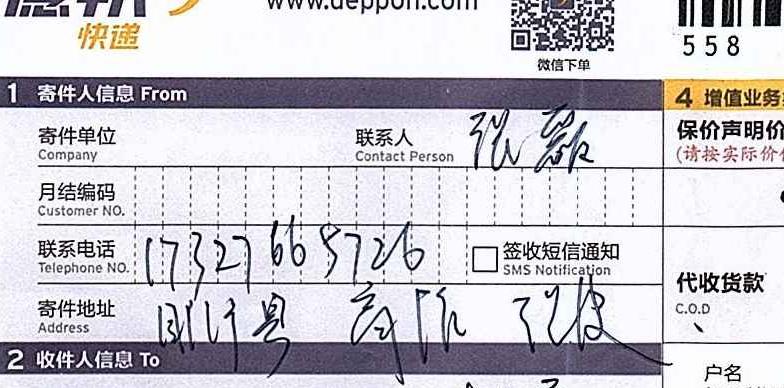 www.deppon.com
快递
微信下单
558
1 寄件人信息 From
4 增值业务
寄件单位
Company
联系人
Contact Person
张
保价声明价
(请按实际价
月结编码
Customer NO.
联系电话
Telephone NO.
17327665726
签收短信通知
SMS Notification
代收货款
C.O.D
寄件地址
Address
2 收件人信息 To
户名